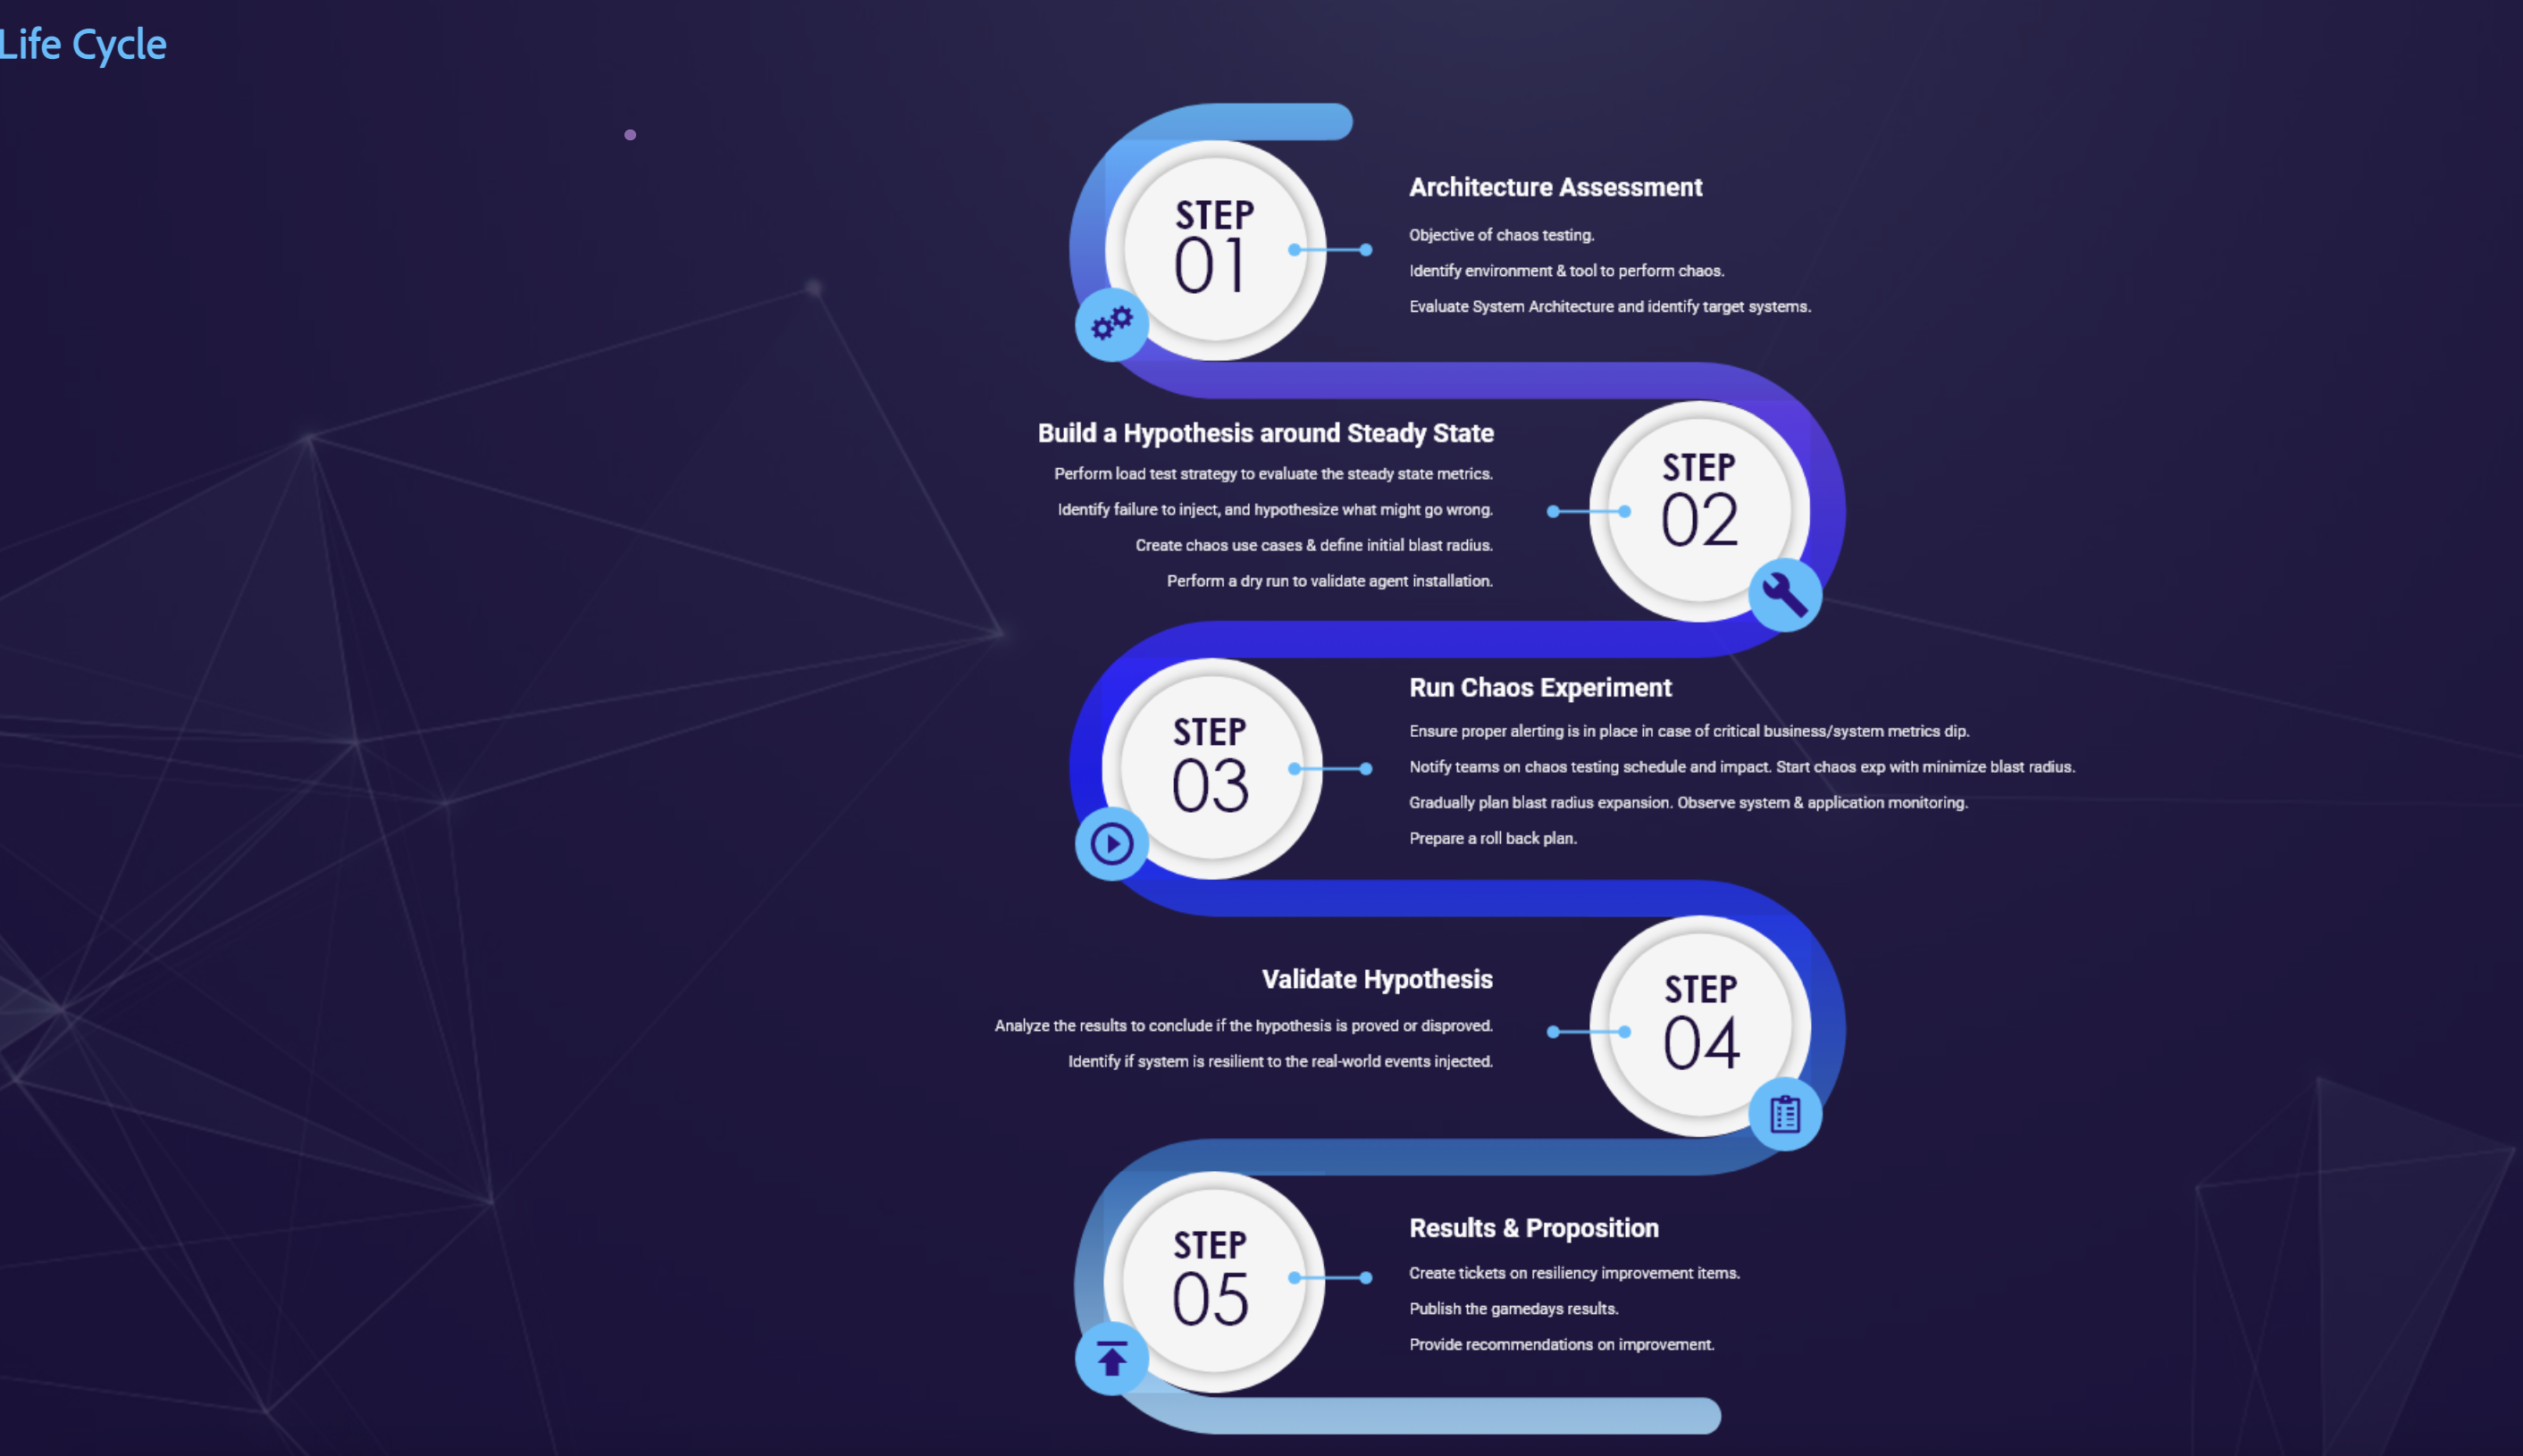 Life Cycle
STEP
01
Architecture Assessment
Objective of chaos testing.
Identify environment & tool to perform chaos.
Evaluate System Architecture and identify target systems.
Build a Hypothesis around Steady State
Perform load test strategy to evaluate the steady state metrics.
Identify failure to inject, and hypothesize what might go wrong.
Create chaos use cases & define initial blast radius.
Perform a dry run to validate agent installation.
STEP
02
STEP
03
Run Chaos Experiment
Ensure proper alerting is in place in case of critical business/system metrics dip.
Notify teams on chaos testing schedule and impact. Start chaos exp with minimize blast radius.
Gradually plan blast radius expansion. Observe system & application monitoring.
Prepare a roll back plan.
Validate Hypothesis
Analyze the results to conclude if the hypothesis is proved or disproved.
Identify if system is resilient to the real-world events injected.
STEP
04
STEP
05
Results & Proposition
Create tickets on resiliency improvement items.
Publish the gamedays results.
Provide recommendations on improvement.